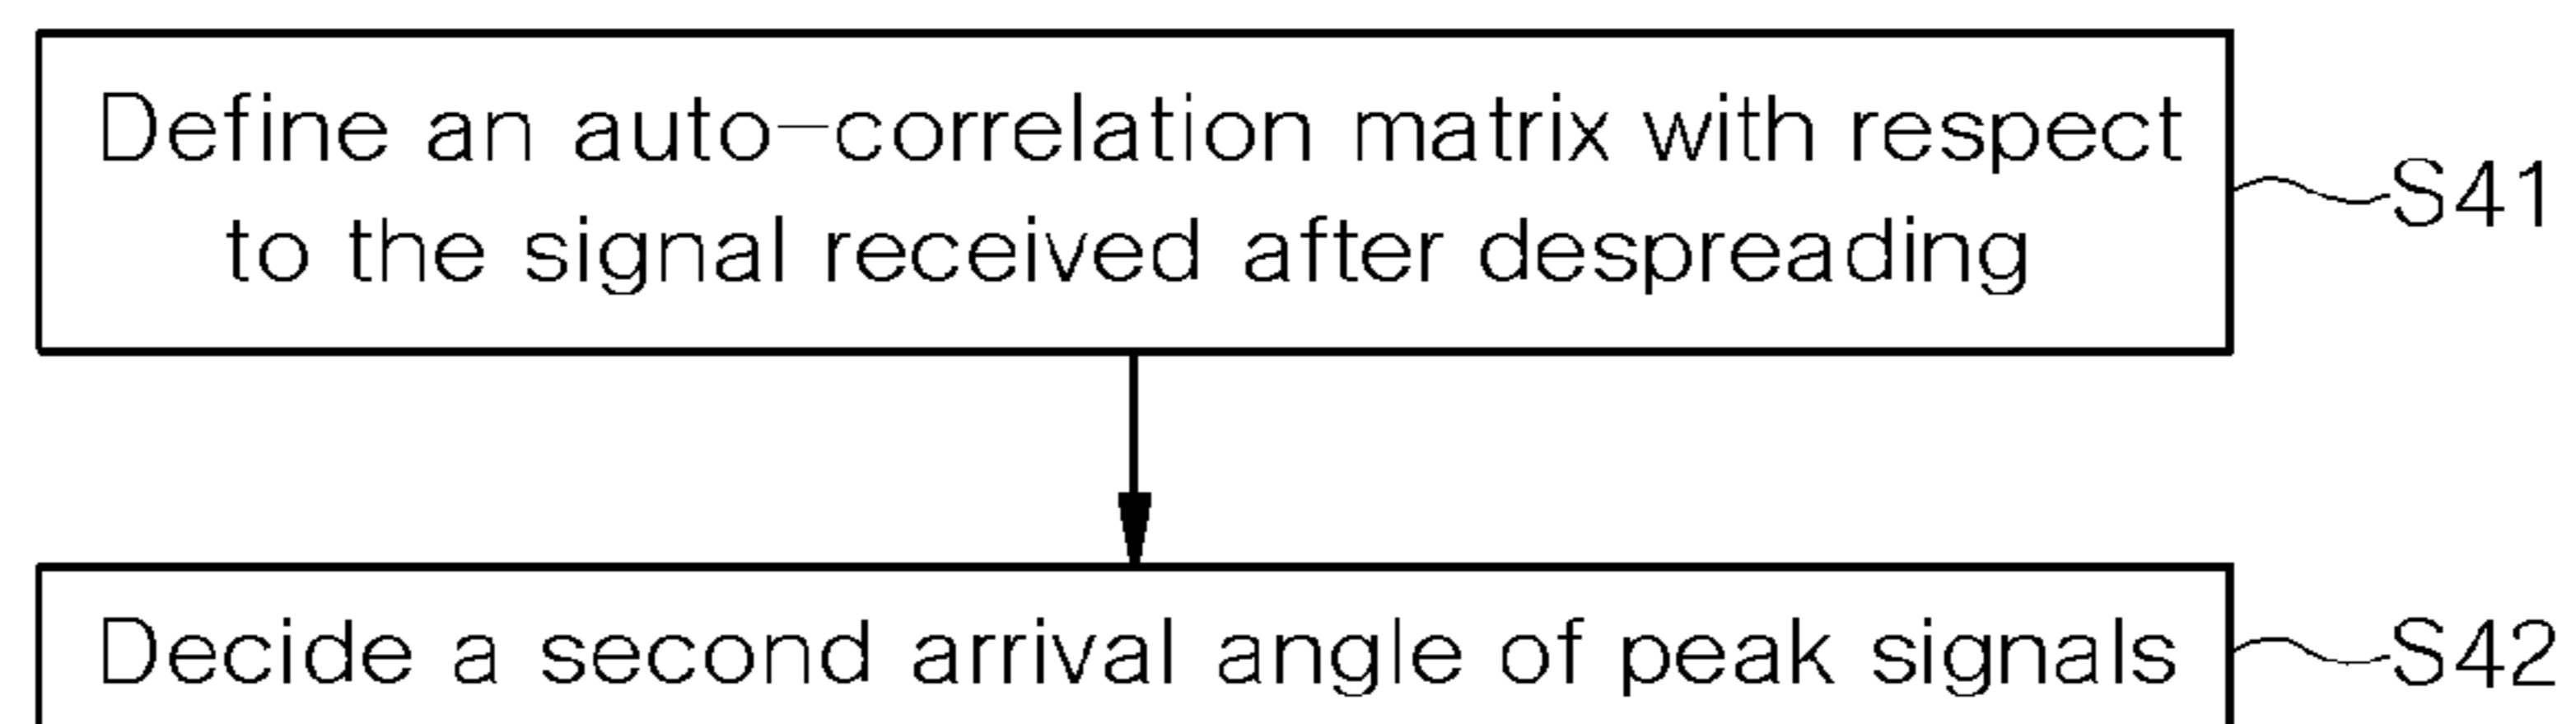 Define an auto-correlation matrix with respect
to the signal received after despreading
S41
Decide a second arrival angle of peak signals
S42